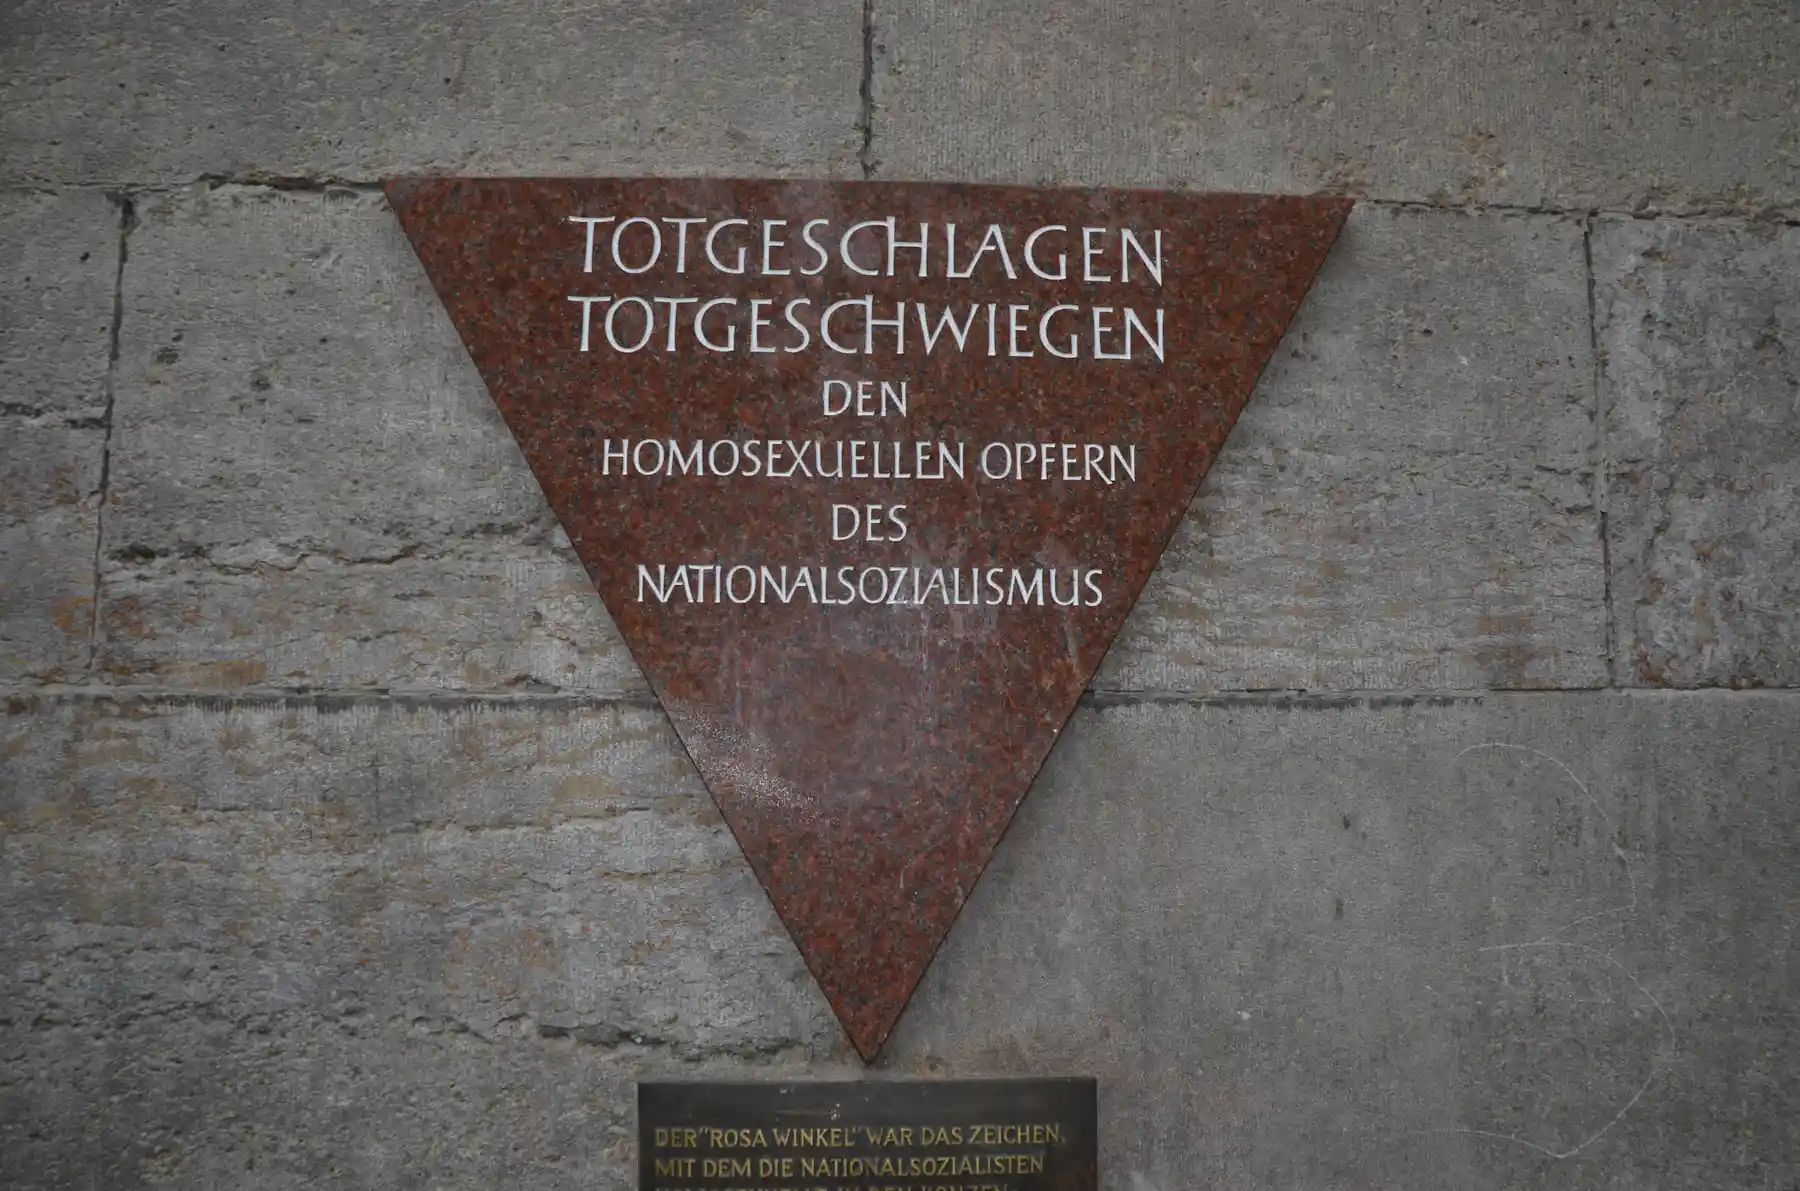 TOTGESCHLAGEN
TOTGESCHWIEGEN
DEN
HOMOSEXUELLEN OPFERN
DES
NATIONALSOZIALISMUS
DER "ROSA WINKEL" WAR DAS ZEICHEN,
MIT DEM DIE NATIONALSOZIALISTEN